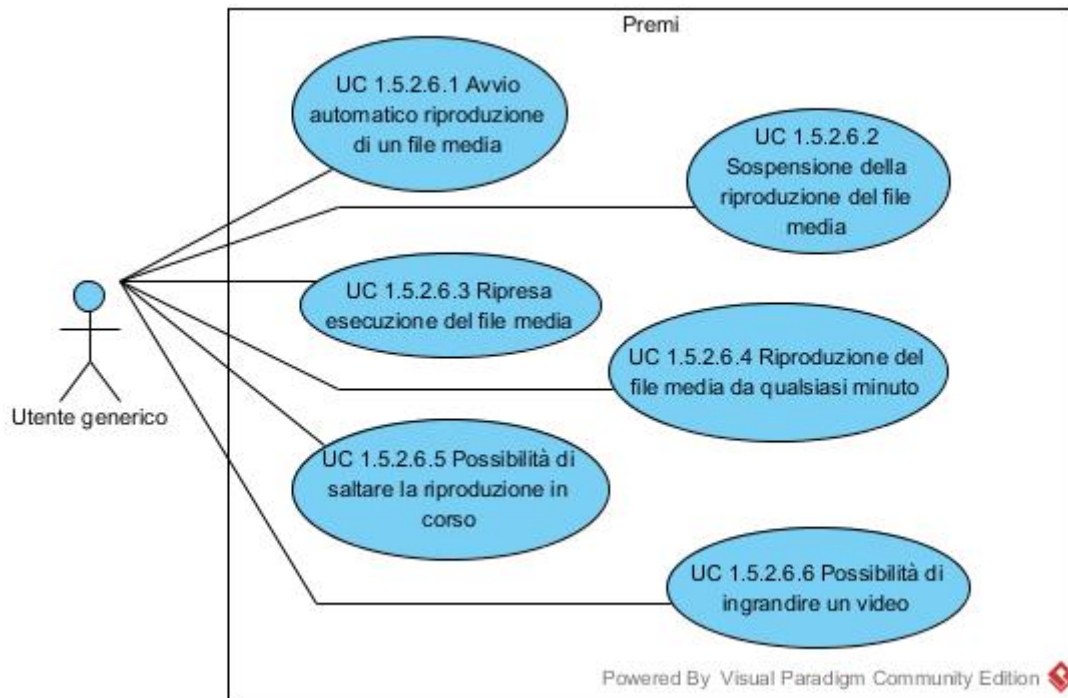 Premi
UC 1.5.2.6.1 Avvio
automatico riproduzione
di un file media
UC 1.5.2.6.2
Sospensione della
riproduzione del file
media
UC 1.5.2.6.3 Ripresa
esecuzione del file media
UC 1.5.2.6.4 Riproduzione del
file media da qualsiasi minuto
Utente generico
UC 1.5.2.6.5 Possibilità di
saltare la riproduzione in
corso
UC 1.5.2.6.6 Possibilità di
ingrandire un video
Powered By Visual Paradigm Community Edition